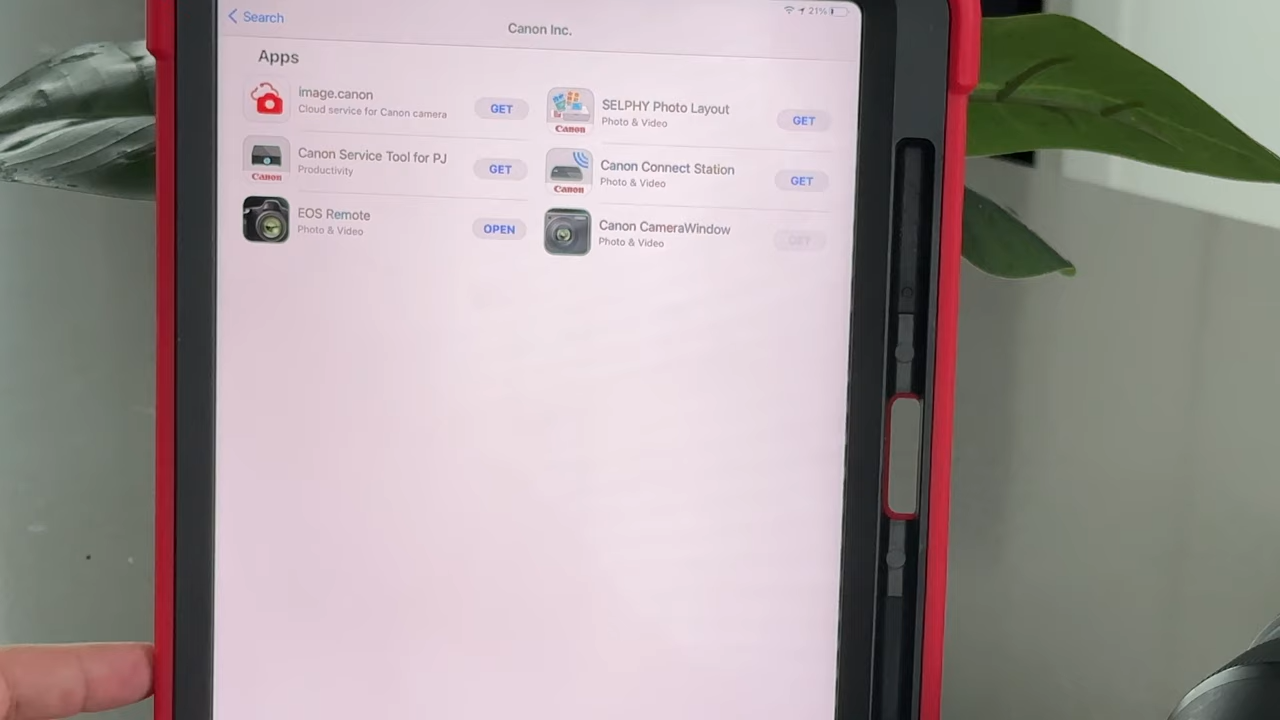 Search
21%
Canon Inc.
Apps
image.canon
Cloud service for Canon camera
GET
SELPHY Photo Layout
Photo & Video
GET
Canon
Canon Service Tool for PJ
Productivity
GET
Canon
Canon Connect Station
Photo & Video
GET
Canon
EOS Remote
Photo & Video
OPEN
Canon CameraWindow
Photo & Video
GET